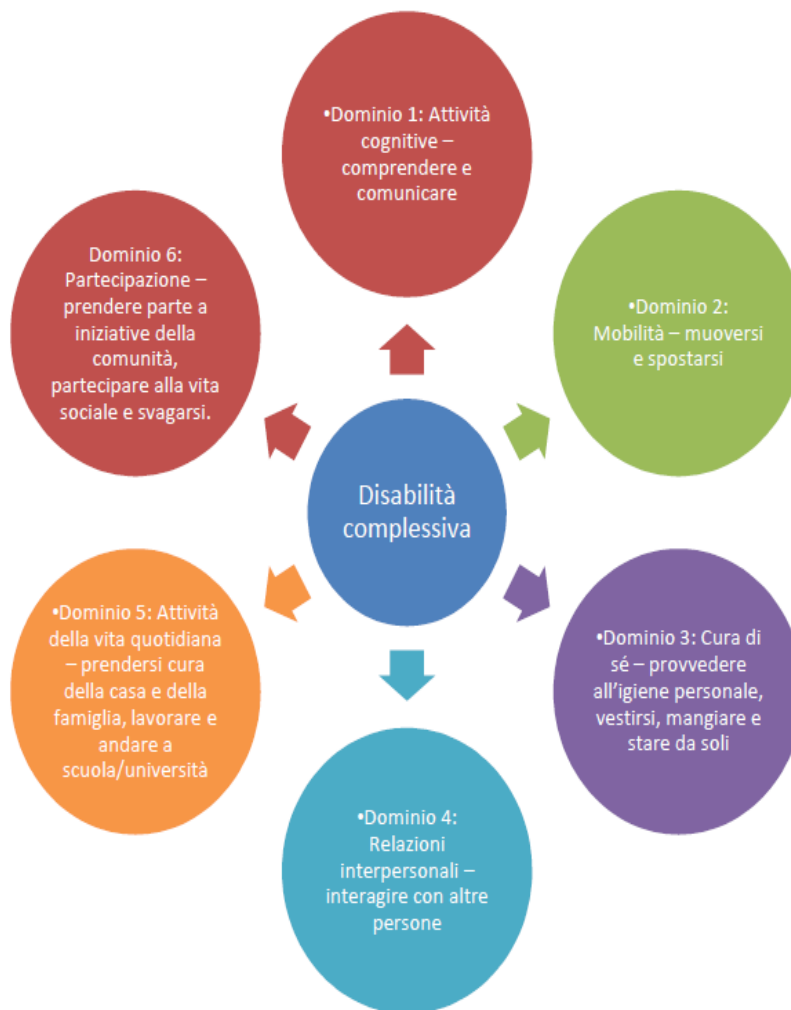 •Dominio 1: Attività
cognitive –
comprendere e
comunicare
•Dominio 2:
Mobilità – muoversi
e spostarsi
•Dominio 3: Cura di
sé – provvedere
all'igiene personale,
vestirsi, mangiare e
stare da soli
•Dominio 4:
Relazioni
interpersonali –
interagire con altre
persone
•Dominio 5: Attività
della vita quotidiana
– prendersi cura
della casa e della
famiglia, lavorare e
andare a
scuola/università
Dominio 6:
Partecipazione –
prendere parte a
iniziative della
comunità,
partecipare alla vita
sociale e svagarsi.
Disabilità
complessiva